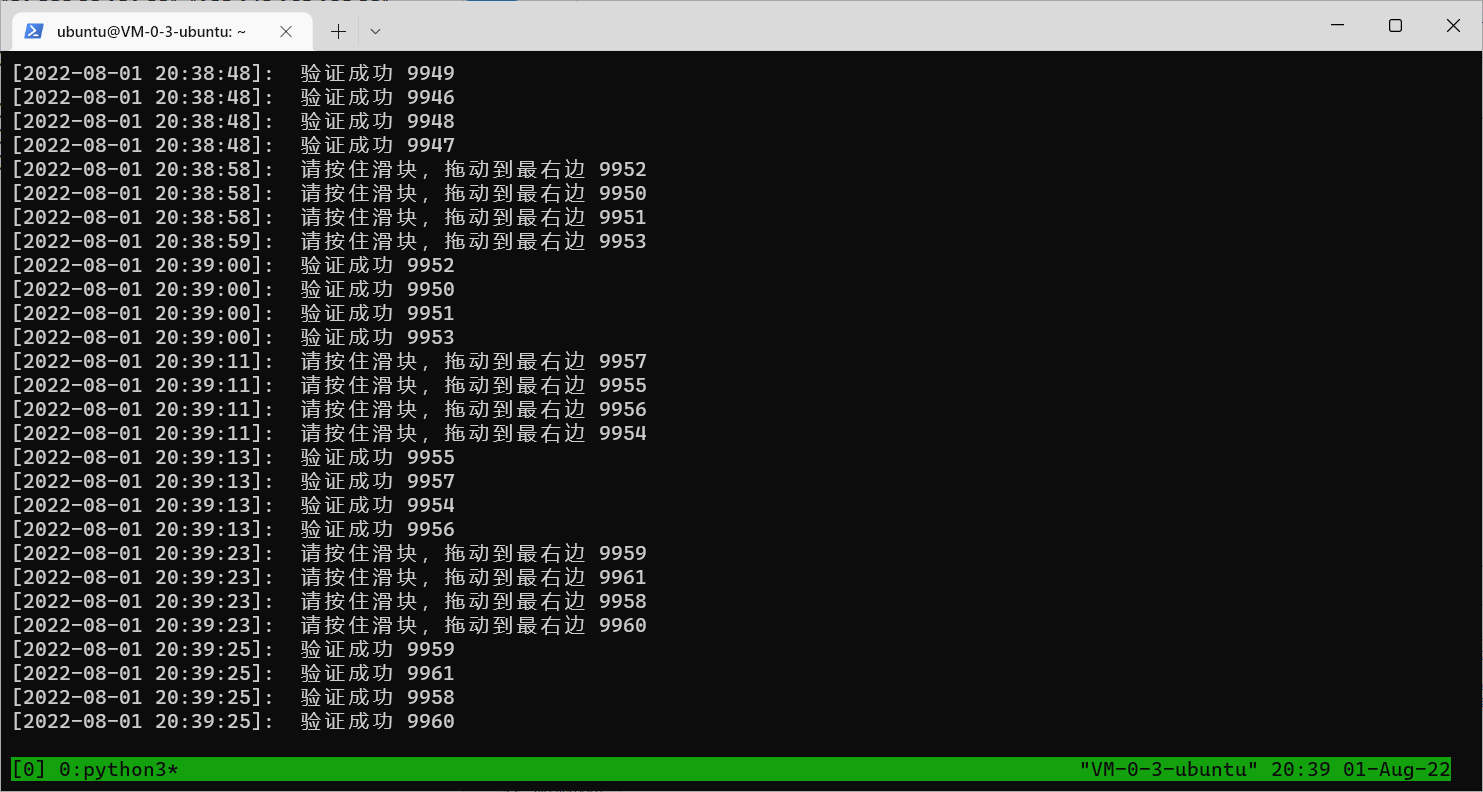 ubuntu@VM-0-3-ubuntu: ~
[2022-08-01 20:38:48]: 验证成功 9949
[2022-08-01 20:38:48]: 验证成功 9946
[2022-08-01 20:38:48]: 验证成功 9948
[2022-08-01 20:38:48]: 验证成功 9947
[2022-08-01 20:38:58]: 请按住滑块，拖动到最右边 9952
[2022-08-01 20:38:58]: 请按住滑块，拖动到最右边 9950
[2022-08-01 20:38:58]: 请按住滑块，拖动到最右边 9951
[2022-08-01 20:38:59]: 请按住滑块，拖动到最右边 9953
[2022-08-01 20:39:00]: 验证成功 9952
[2022-08-01 20:39:00]: 验证成功 9950
[2022-08-01 20:39:00]: 验证成功 9951
[2022-08-01 20:39:00]: 验证成功 9953
[2022-08-01 20:39:11]: 请按住滑块，拖动到最右边 9957
[2022-08-01 20:39:11]: 请按住滑块，拖动到最右边 9955
[2022-08-01 20:39:11]: 请按住滑块，拖动到最右边 9956
[2022-08-01 20:39:11]: 请按住滑块，拖动到最右边 9954
[2022-08-01 20:39:13]: 验证成功 9955
[2022-08-01 20:39:13]: 验证成功 9957
[2022-08-01 20:39:13]: 验证成功 9954
[2022-08-01 20:39:13]: 验证成功 9956
[2022-08-01 20:39:23]: 请按住滑块，拖动到最右边 9959
[2022-08-01 20:39:23]: 请按住滑块，拖动到最右边 9961
[2022-08-01 20:39:23]: 请按住滑块，拖动到最右边 9958
[2022-08-01 20:39:23]: 请按住滑块，拖动到最右边 9960
[2022-08-01 20:39:25]: 验证成功 9959
[2022-08-01 20:39:25]: 验证成功 9961
[2022-08-01 20:39:25]: 验证成功 9958
[2022-08-01 20:39:25]: 验证成功 9960
[0] 0:python3* "VM-0-3-ubuntu" 20:39 01-Aug-22